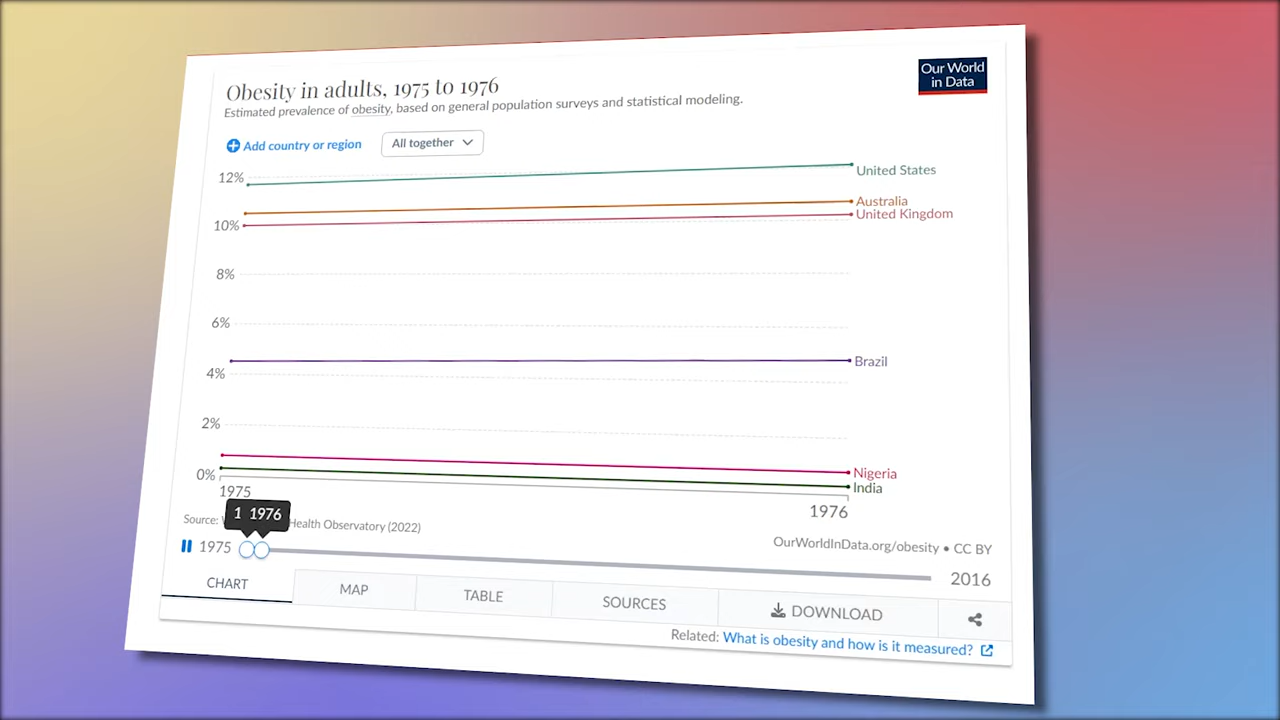 Obesity in adults, 1975 to 1976
Our World
in Data
Estimated prevalence of obesity, based on general population surveys and statistical modeling.
Add country or region
All together
12%
United States
10%
Australia
United Kingdom
8%
6%
4%
Brazil
2%
0%
Nigeria
India
1975
1976
1 1976
Source: Health Observatory (2022)
OurWorldInData.org/obesity • CC BY
1975
2016
CHART
MAP
TABLE
SOURCES
DOWNLOAD
Related: What is obesity and how is it measured?